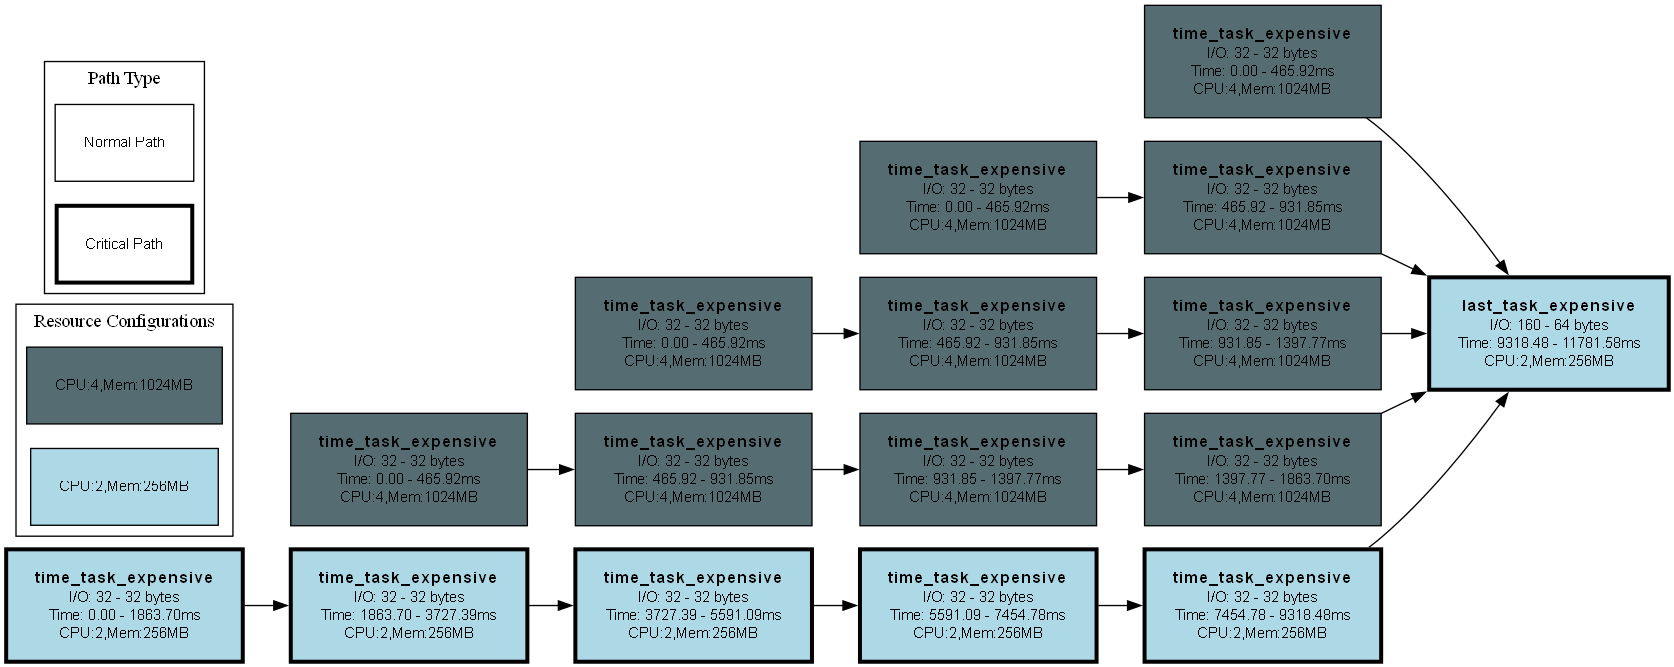 Path Type
Normal Path
Critical Path
Resource Configurations
CPU:4,Mem:1024MB
CPU:2,Mem:256MB
time_task_expensive
I/O: 32 - 32 bytes
Time: 0.00 - 465.92ms
CPU:4,Mem:1024MB
time_task_expensive
I/O: 32 - 32 bytes
Time: 0.00 - 465.92ms
CPU:4,Mem:1024MB
time_task_expensive
I/O: 32 - 32 bytes
Time: 465.92 - 931.85ms
CPU:4,Mem:1024MB
time_task_expensive
I/O: 32 - 32 bytes
Time: 0.00 - 465.92ms
CPU:4,Mem:1024MB
time_task_expensive
I/O: 32 - 32 bytes
Time: 465.92 - 931.85ms
CPU:4,Mem:1024MB
time_task_expensive
I/O: 32 - 32 bytes
Time: 931.85 - 1397.77ms
CPU:4,Mem:1024MB
last_task_expensive
I/O: 160 - 64 bytes
Time: 9318.48 - 11781.58ms
CPU:2,Mem:256MB
time_task_expensive
I/O: 32 - 32 bytes
Time: 0.00 - 465.92ms
CPU:4,Mem:1024MB
time_task_expensive
I/O: 32 - 32 bytes
Time: 465.92 - 931.85ms
CPU:4,Mem:1024MB
time_task_expensive
I/O: 32 - 32 bytes
Time: 931.85 - 1397.77ms
CPU:4,Mem:1024MB
time_task_expensive
I/O: 32 - 32 bytes
Time: 1397.77 - 1863.70ms
CPU:4,Mem:1024MB
time_task_expensive
I/O: 32 - 32 bytes
Time: 0.00 - 1863.70ms
CPU:2,Mem:256MB
time_task_expensive
I/O: 32 - 32 bytes
Time: 1863.70 - 3727.39ms
CPU:2,Mem:256MB
time_task_expensive
I/O: 32 - 32 bytes
Time: 3727.39 - 5591.09ms
CPU:2,Mem:256MB
time_task_expensive
I/O: 32 - 32 bytes
Time: 5591.09 - 7454.78ms
CPU:2,Mem:256MB
time_task_expensive
I/O: 32 - 32 bytes
Time: 7454.78 - 9318.48ms
CPU:2,Mem:256MB